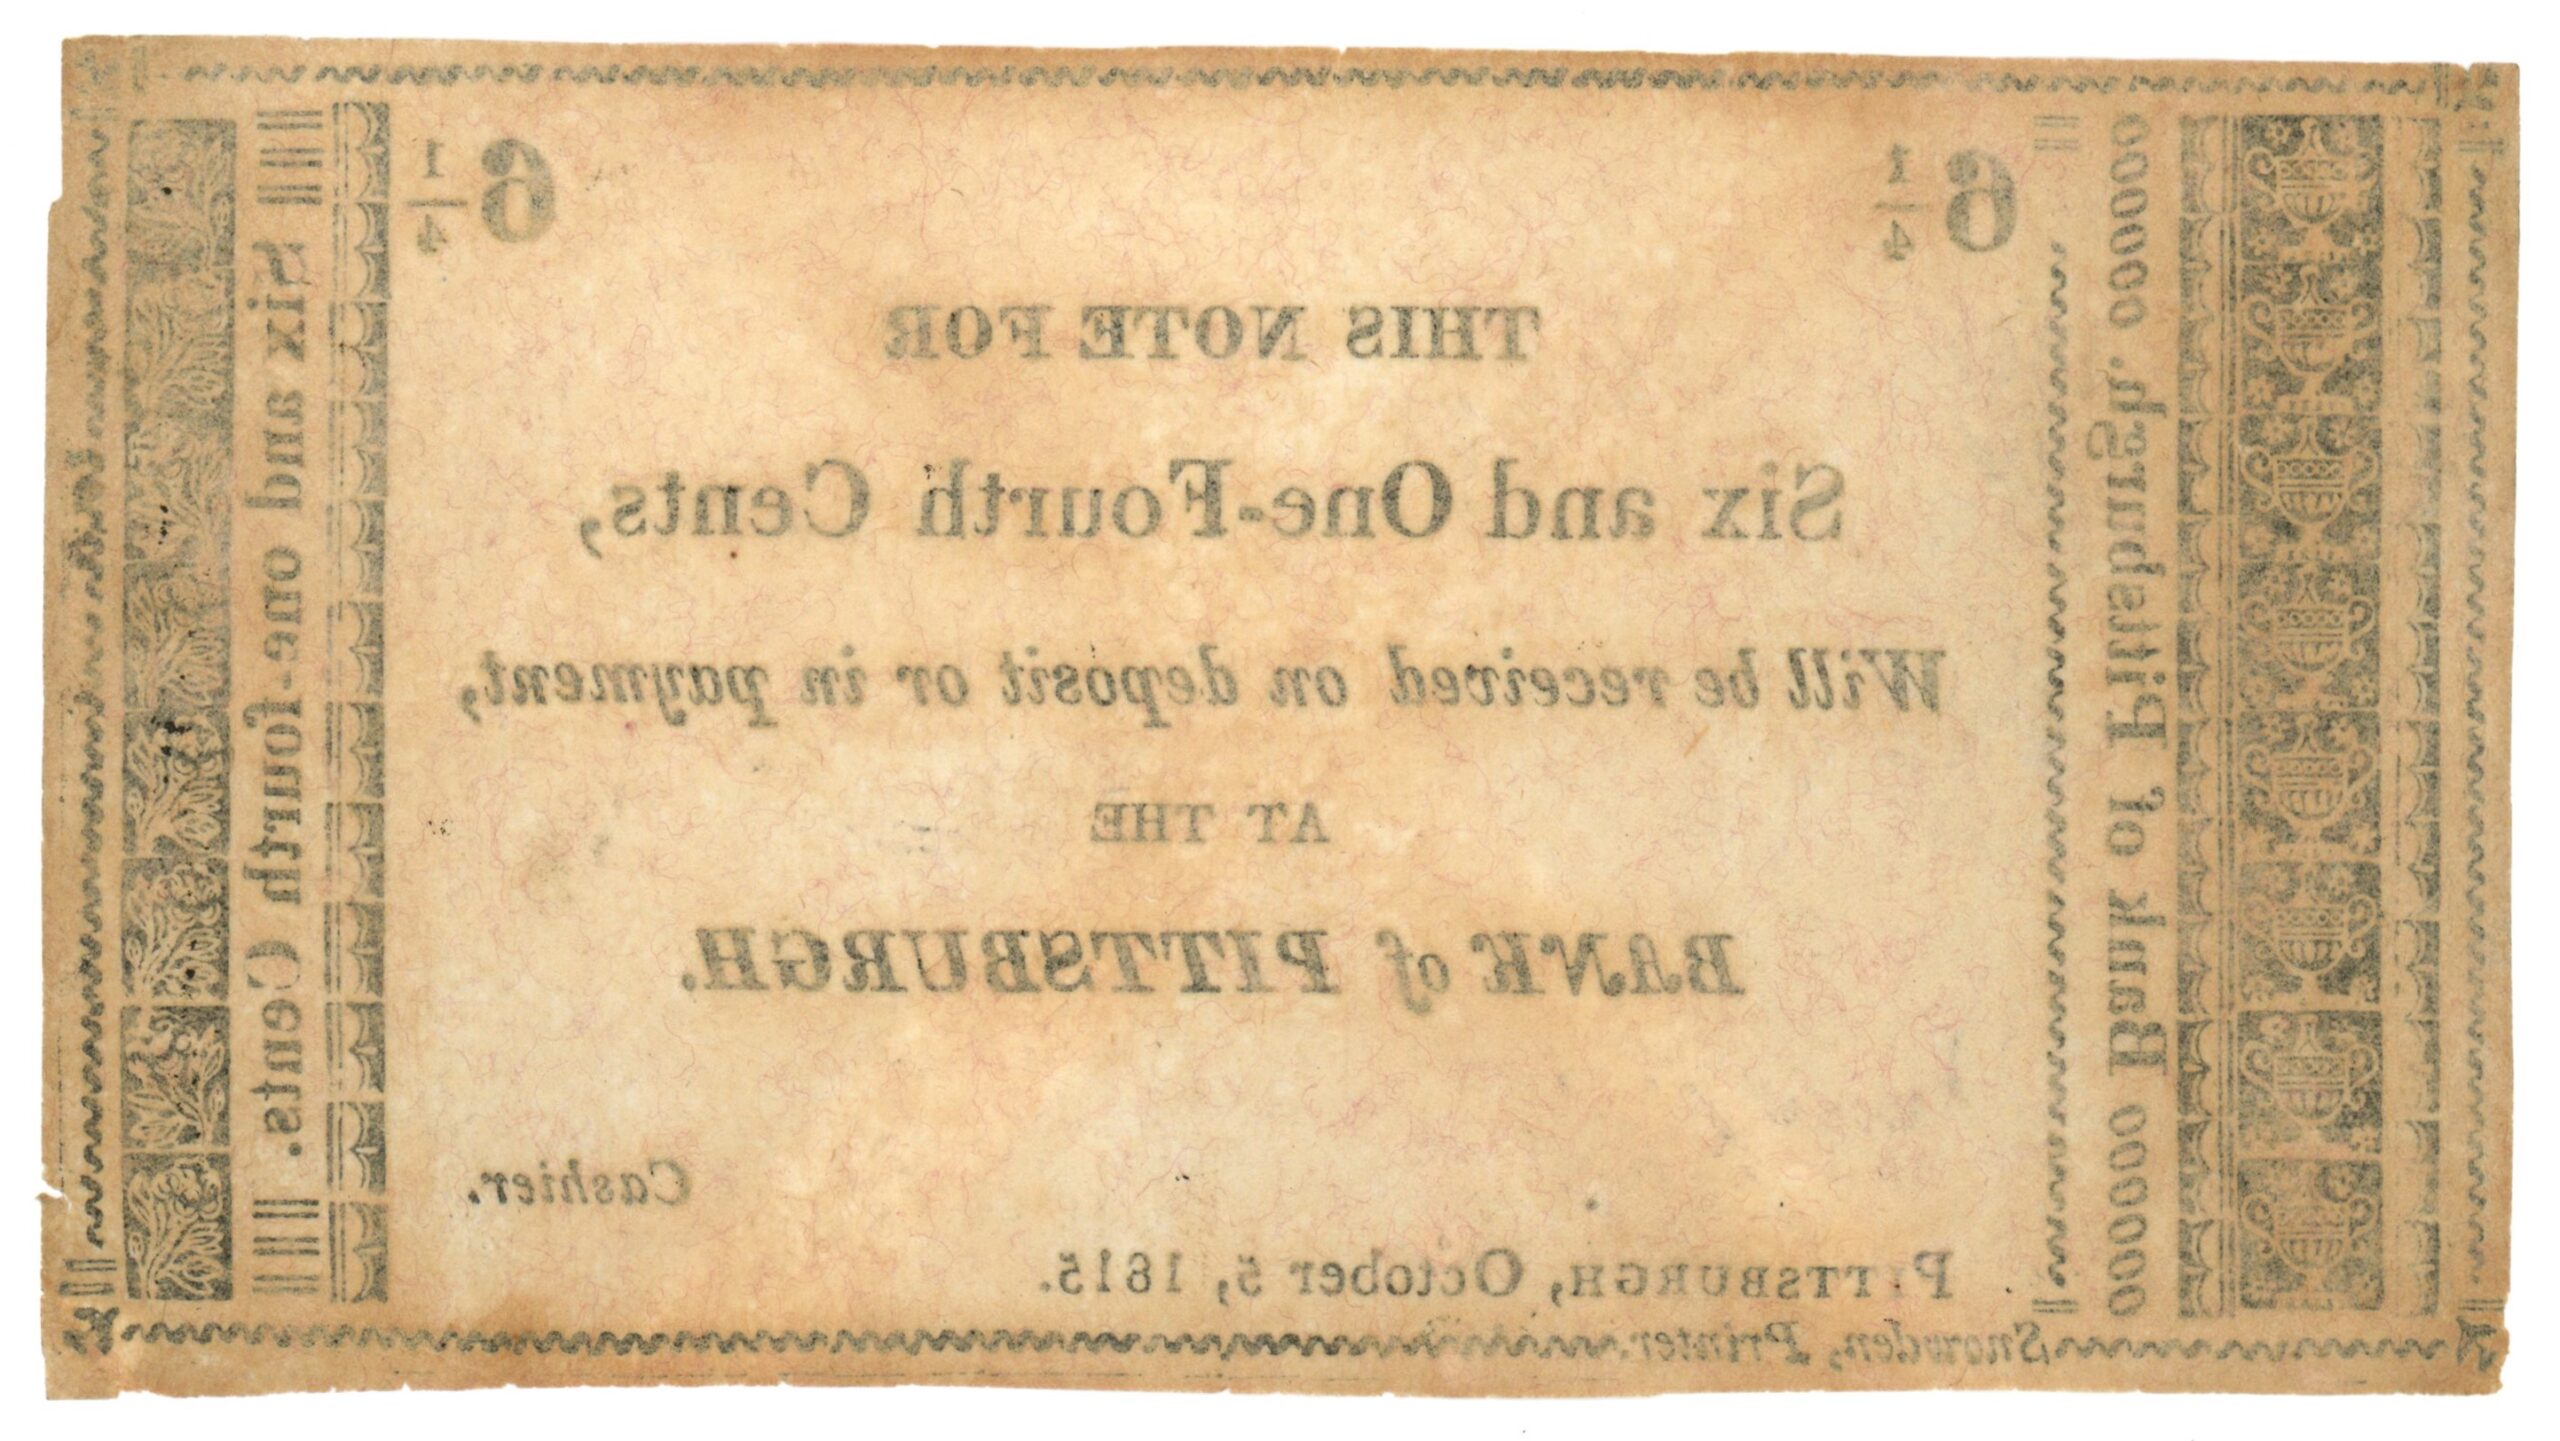 6 1/4
6 1/4
THIS NOTE FOR
Six and One-Fourth Cents,
Will be received on deposit or in payment,
AT THE
BANK of PITTSBURGH.
Cashier.
PITTSBURGH, October 5, 1815.
Snowden, Printer.
Bank of Pittsburgh.
Six and one-fourth Cents.